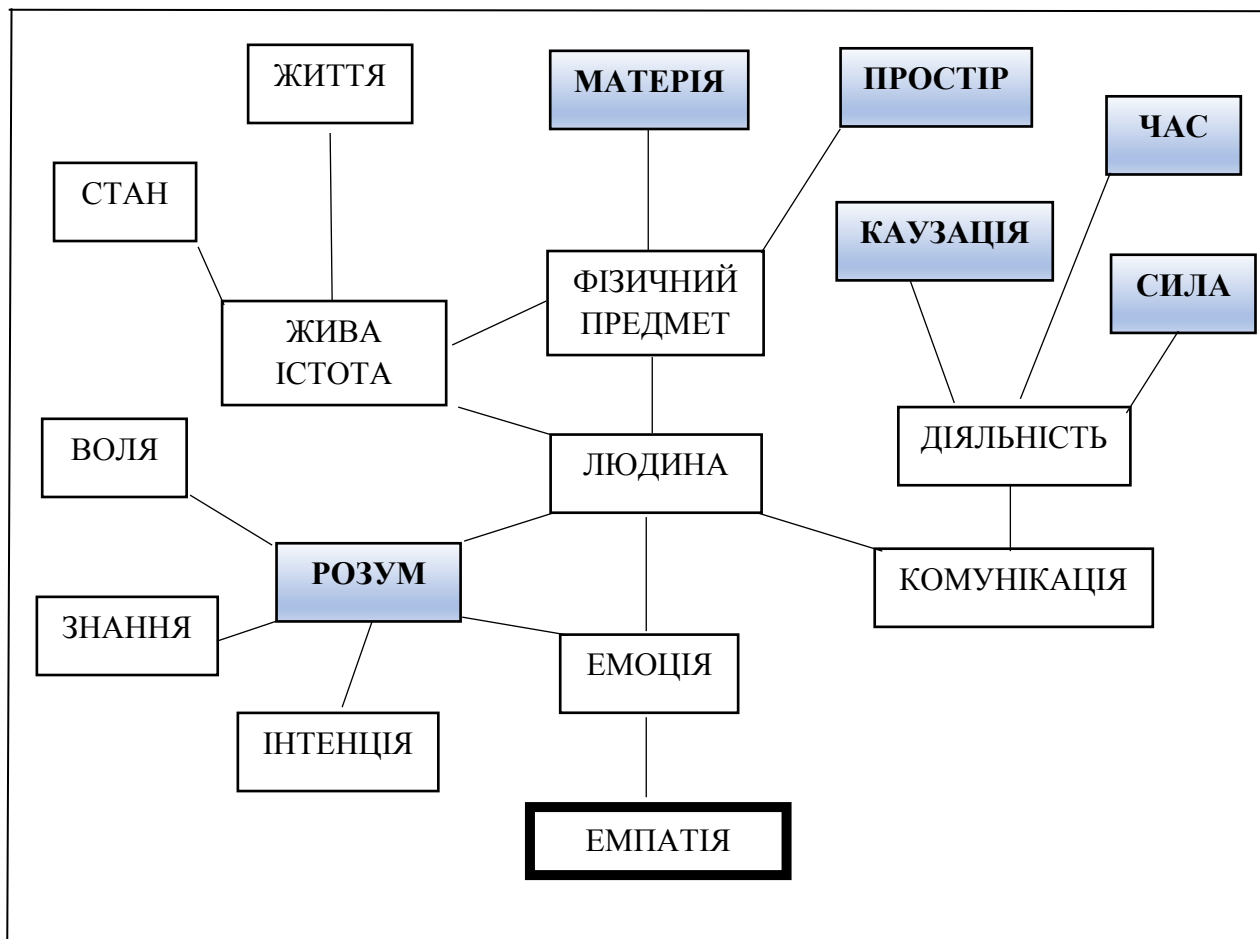 ЖИТТЯ
МАТЕРІЯ
ПРОСТІР
ЧАС
СТАН
КАУЗАЦІЯ
ФІЗИЧНИЙ
ПРЕДМЕТ
СИЛА
ЖИВА
ІСТОТА
ВОЛЯ
ЛЮДИНА
ДІЯЛЬНІСТЬ
РОЗУМ
КОМУНІКАЦІЯ
ЗНАННЯ
ЕМОЦІЯ
ІНТЕНЦІЯ
ЕМПАТІЯ